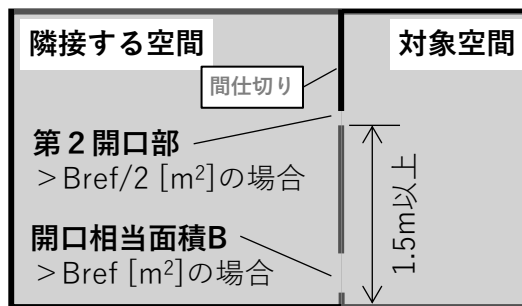 隣接する空間
対象空間
間仕切り
第2開口部
＞Bref/2 [m²]の場合
開口相当面積B
＞Bref [m²]の場合
1.5m以上